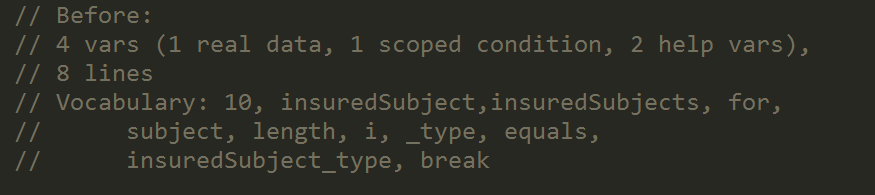 // Before:
// 4 vars (1 real data, 1 scoped condition, 2 help vars),
// 8 lines
// Vocabulary: 10, insuredSubject,insuredSubjects, for,
//      subject, length, i, _type, equals,
//      insuredSubject_type, break